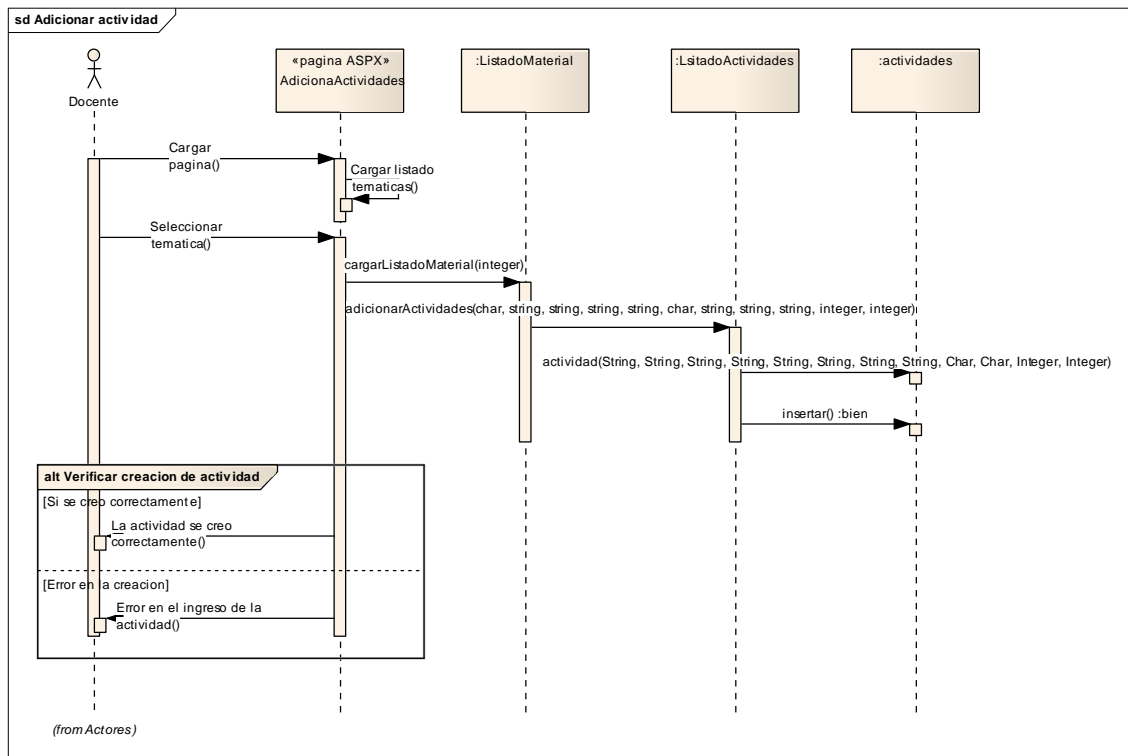 sd Adicionar actividad
Docente
«pagina ASPX»
AdicionaActividades
:ListadoMaterial
:LsitadoActividades
:actividades
Cargar
pagina()
Cargar listado
tematicas()
Seleccionar
tematica()
cargarListadoMaterial(integer)
adicionarActividades(char, string, string, string, string, char, string, string, string, integer, integer)
actividad(String, String, String, String, String, String, String, String, Char, Char, Integer, Integer)
insertar() :bien
alt Verificar creacion de actividad
[Si se creo correctamente]
La actividad se creo
correctamente()
[Error en la creacion]
Error en el ingreso de la
actividad()
(from Actores)